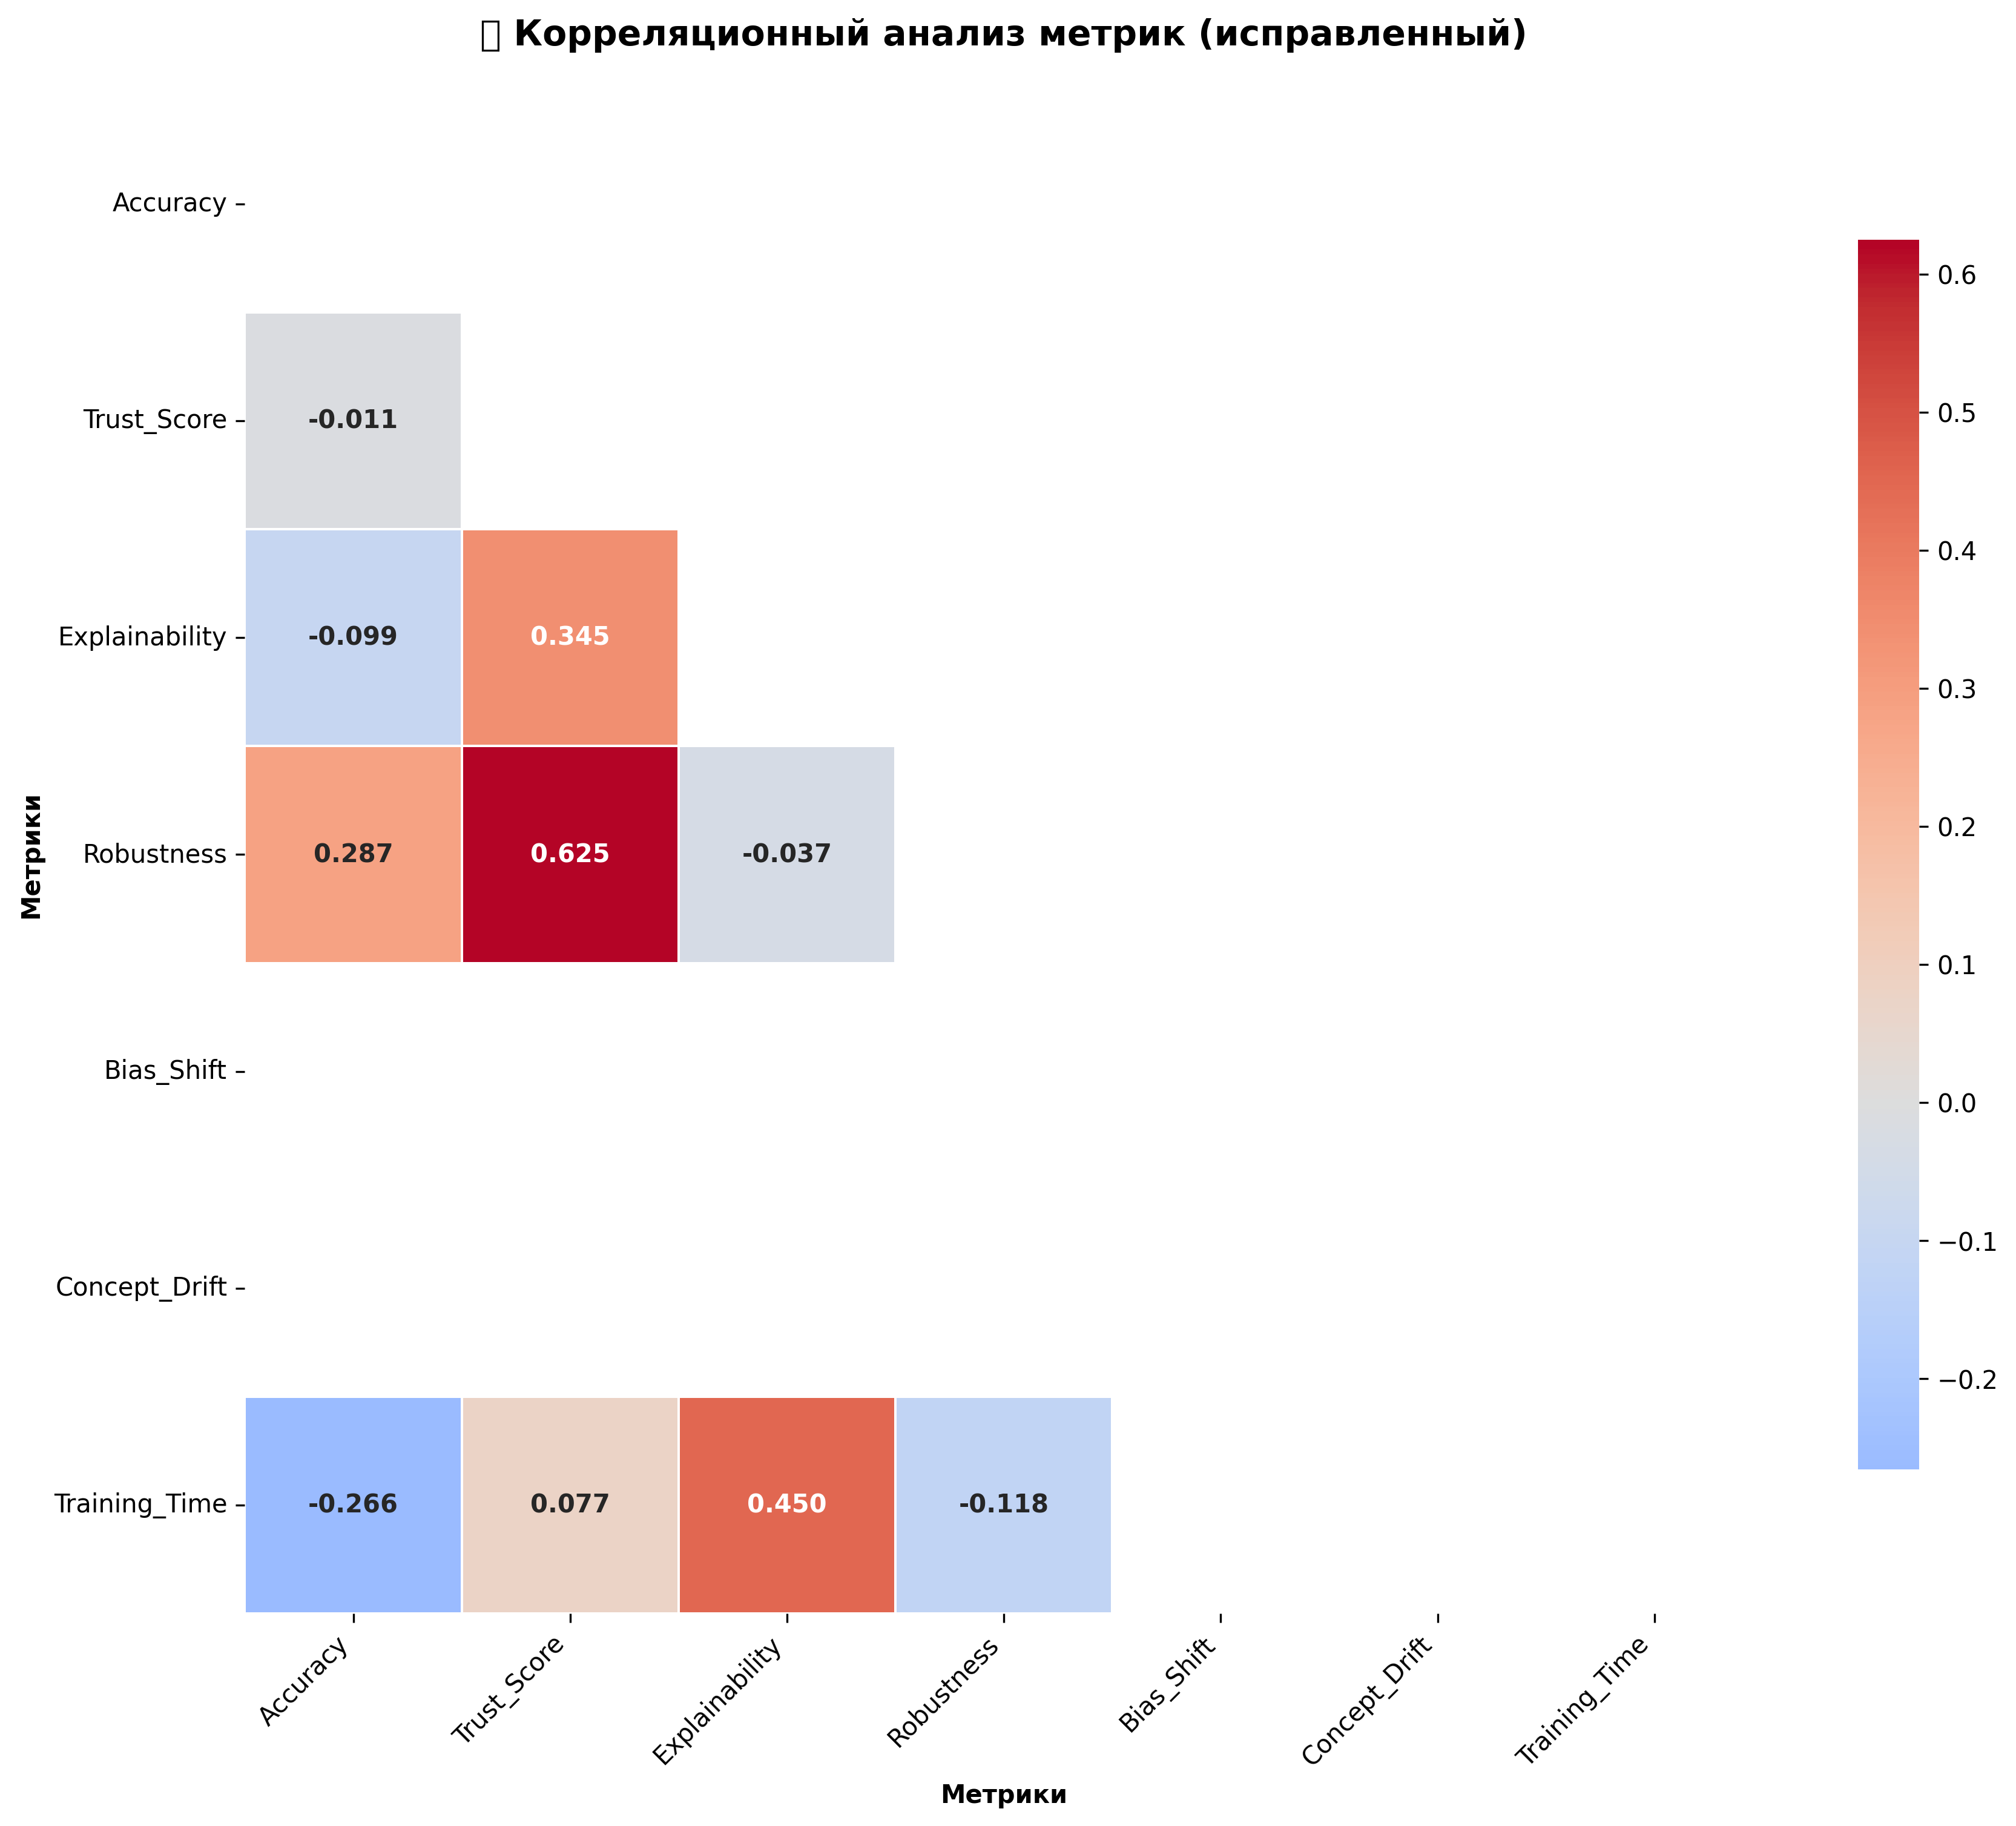 Корреляционный анализ метрик (исправленный)
Accuracy
Trust_Score -0.011
Explainability -0.099 0.345
Robustness 0.287 0.625 -0.037
Bias_Shift
Concept_Drift
Training_Time -0.266 0.077 0.450 -0.118
Метрики
Accuracy Trust_Score Explainability Robustness Bias_Shift Concept_Drift Training_Time
Метрики
0.6
0.5
0.4
0.3
0.2
0.1
0.0
−0.1
−0.2